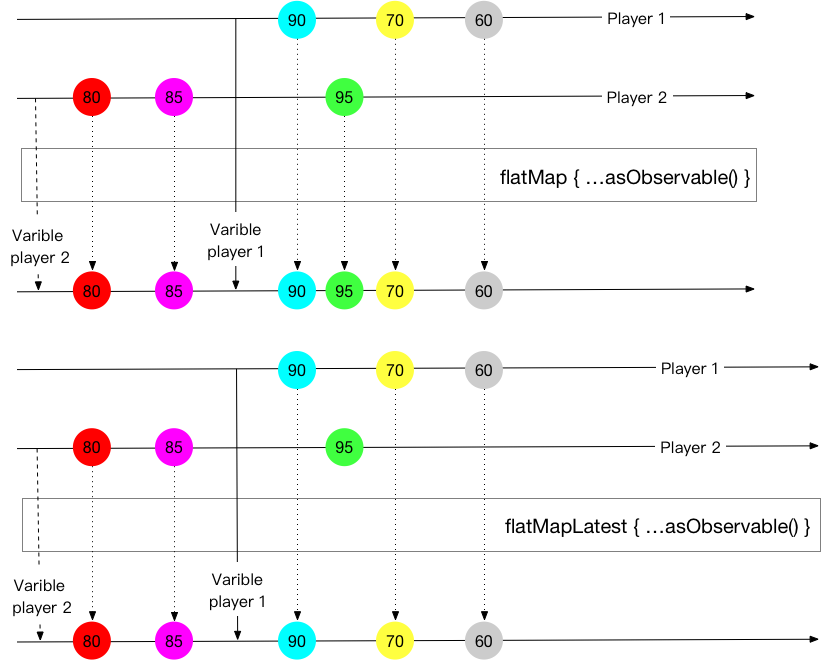 90 70 60 Player 1
80 85 95 Player 2
flatMap { ...asObservable() }
Varible
player 2
Varible
player 1
80 85 90 95 70 60
90 70 60 Player 1
80 85 95 Player 2
flatMapLatest { ...asObservable() }
Varible
player 2
Varible
player 1
80 85 90 70 60